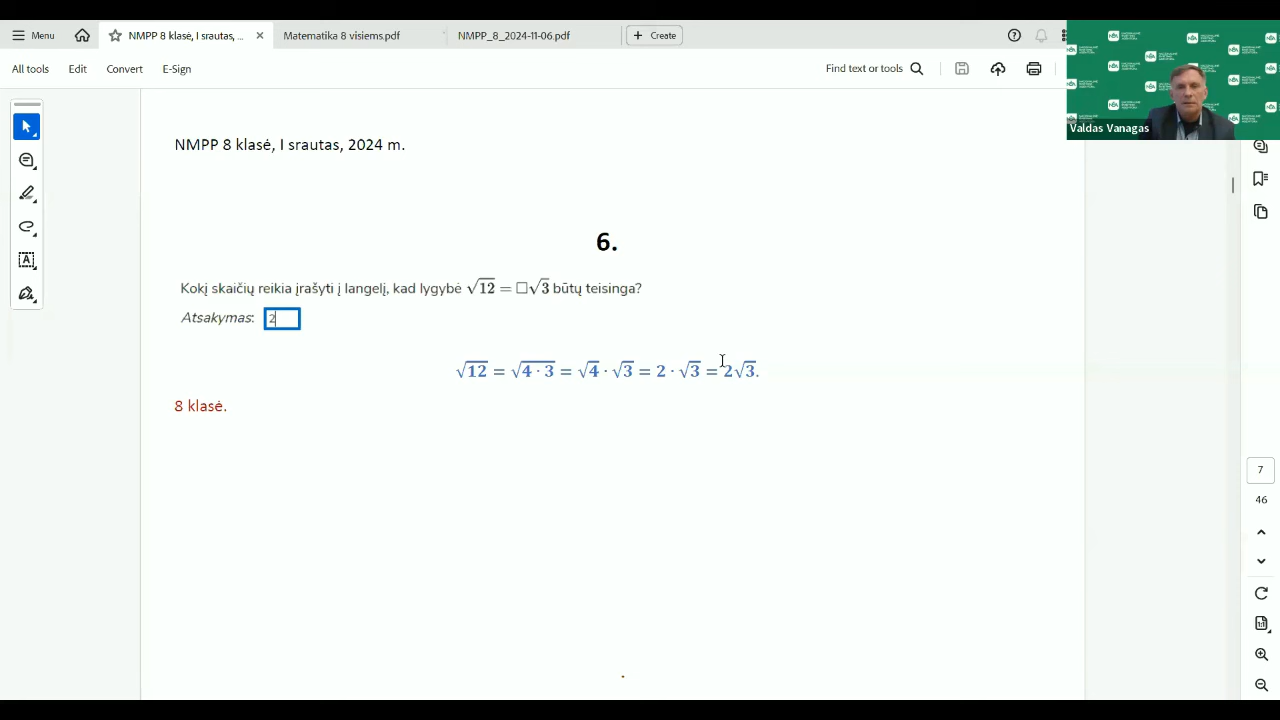 Menu
NMPP 8 klasė, I srautas, ...
Matematika 8 visiems.pdf
NMPP_8_2024-11-06.pdf
Create
All tools
Edit
Convert
E-Sign
Find text or tools
Valdas Vanagas
NMPP 8 klasė, I srautas, 2024 m.
6.
Kokį skaičių reikia įrašyti į langelį, kad lygybė √12 = □√3 būtų teisinga?
Atsakymas: 2
√12 = √4 · 3 = √4 · √3 = 2 · √3 = 2√3.
8 klasė.
7
46